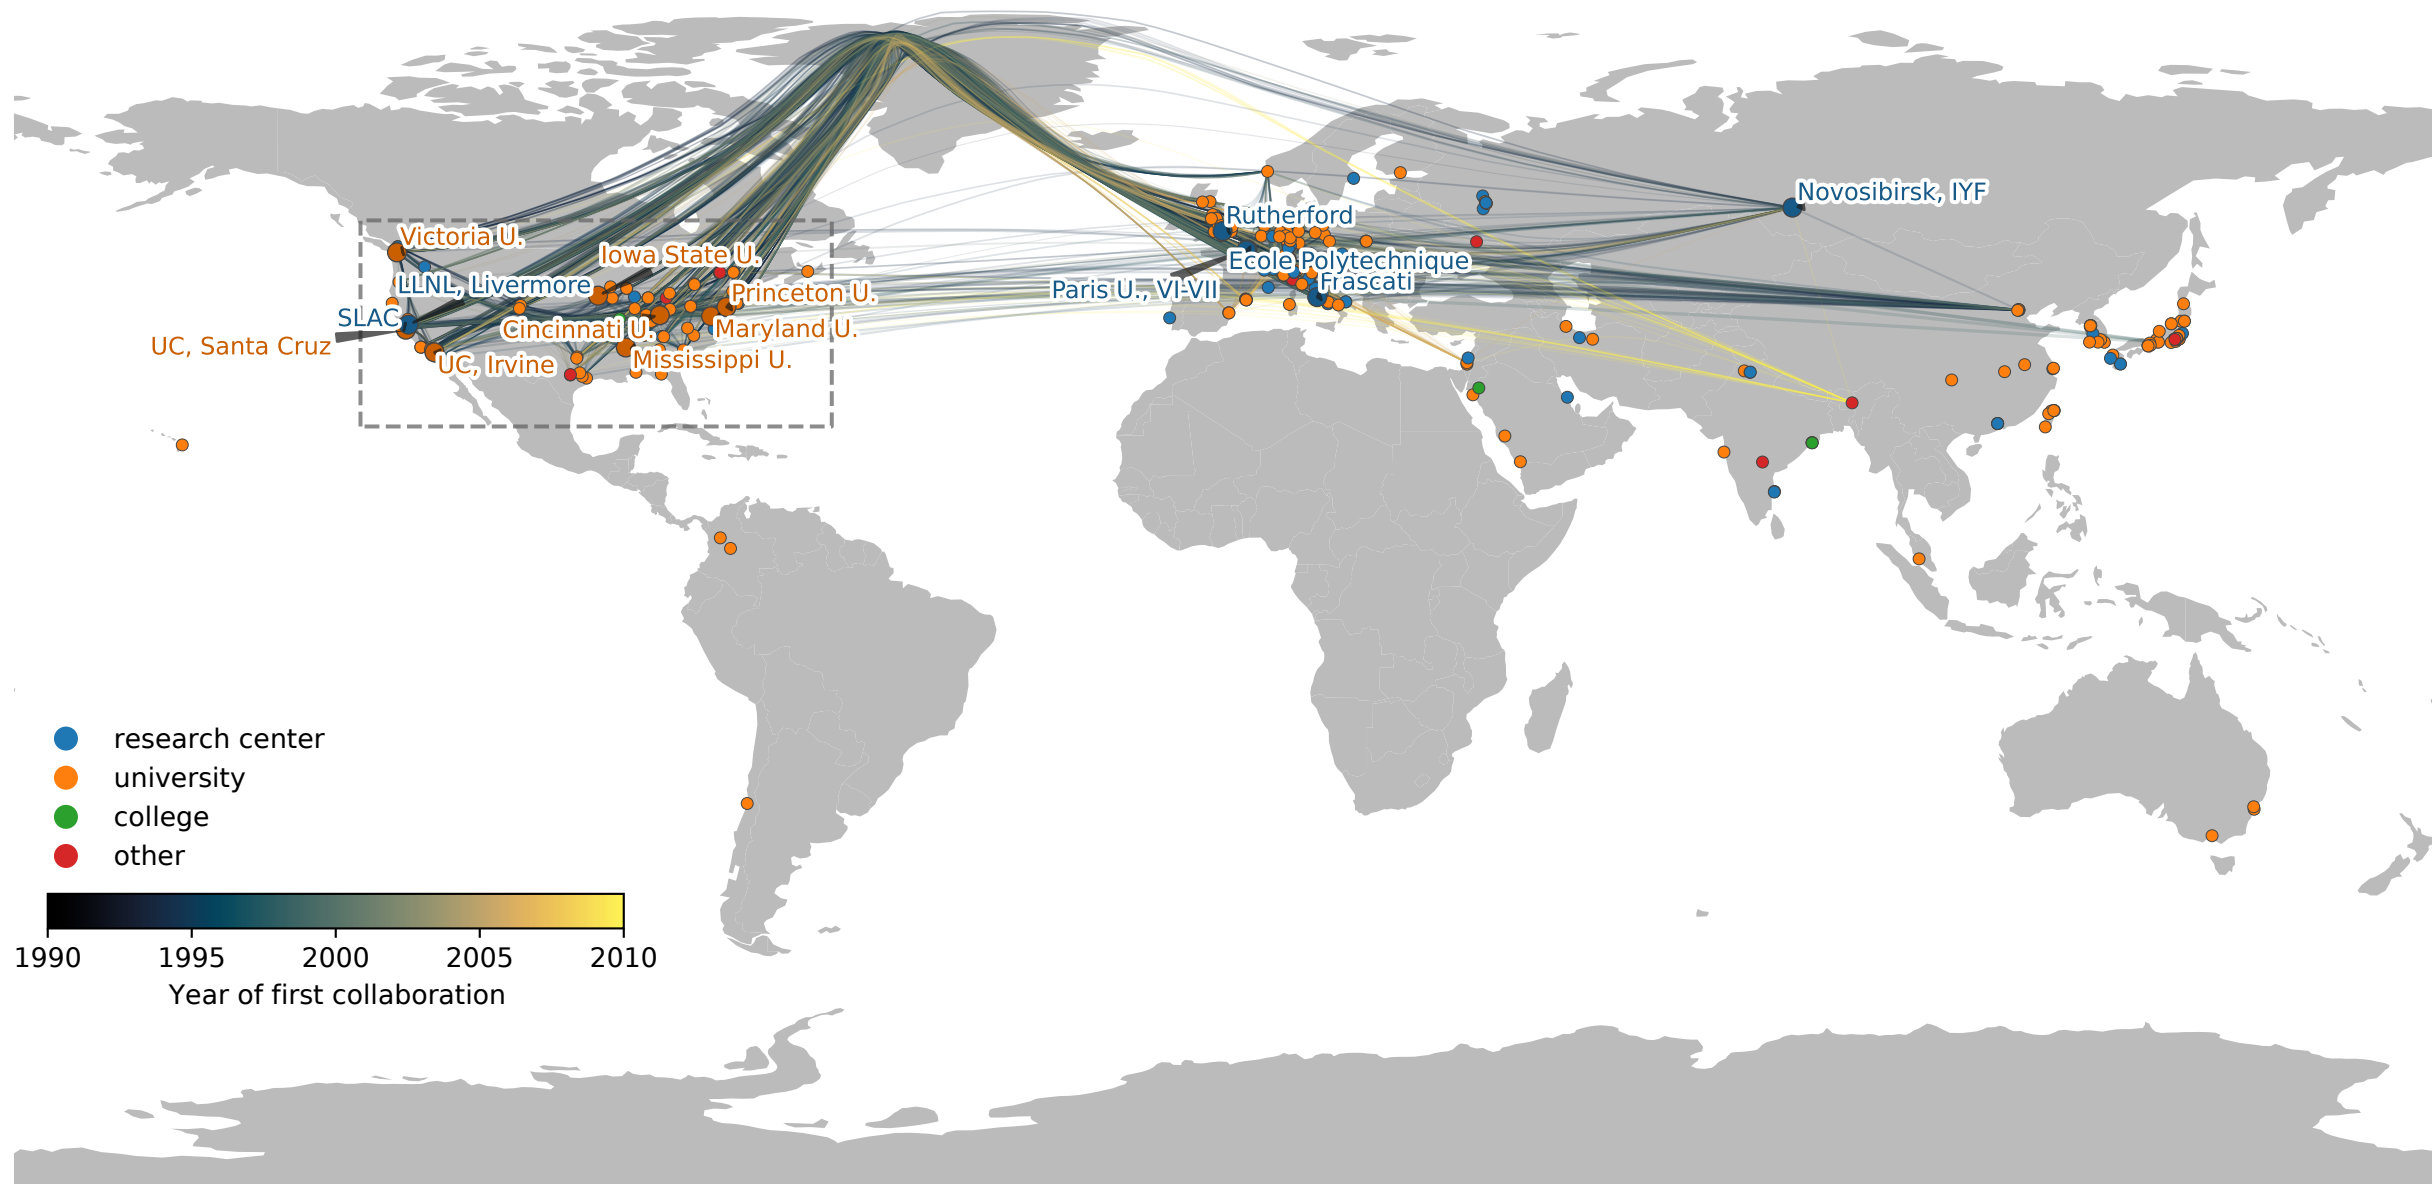 Novosibirsk, IYF
Rutherford
Victoria U.
Iowa State U.
Ecole Polytechnique
Frascati
LLNL, Livermore
Paris U., VI-VII
Princeton U.
SLAC
Cincinnati U.
Maryland U.
UC, Santa Cruz
UC, Irvine
Mississippi U.
research center
university
college
other
1990 1995 2000 2005 2010
Year of first collaboration